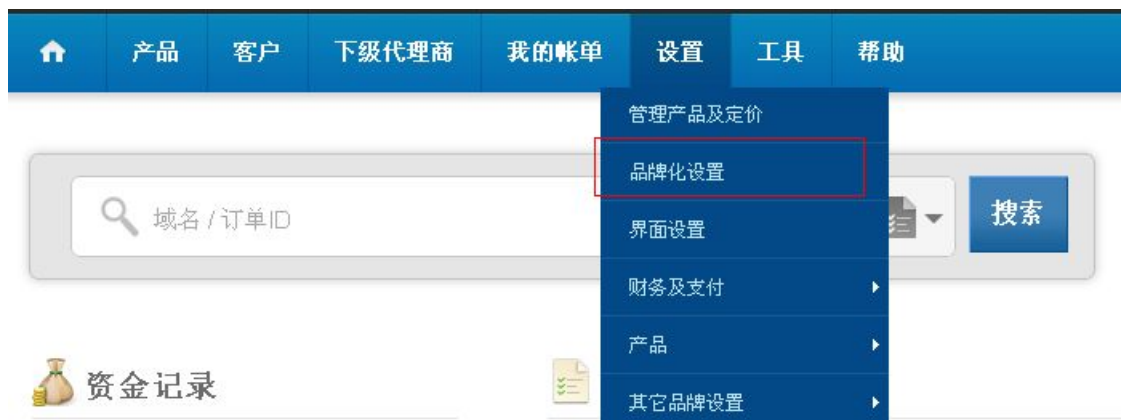 产品 客户 下级代理商 我的帐单 设置 工具 帮助
管理产品及定价
品牌化设置
域名 / 订单ID
搜索
界面设置
财务及支付
产品
资金记录
其它品牌设置